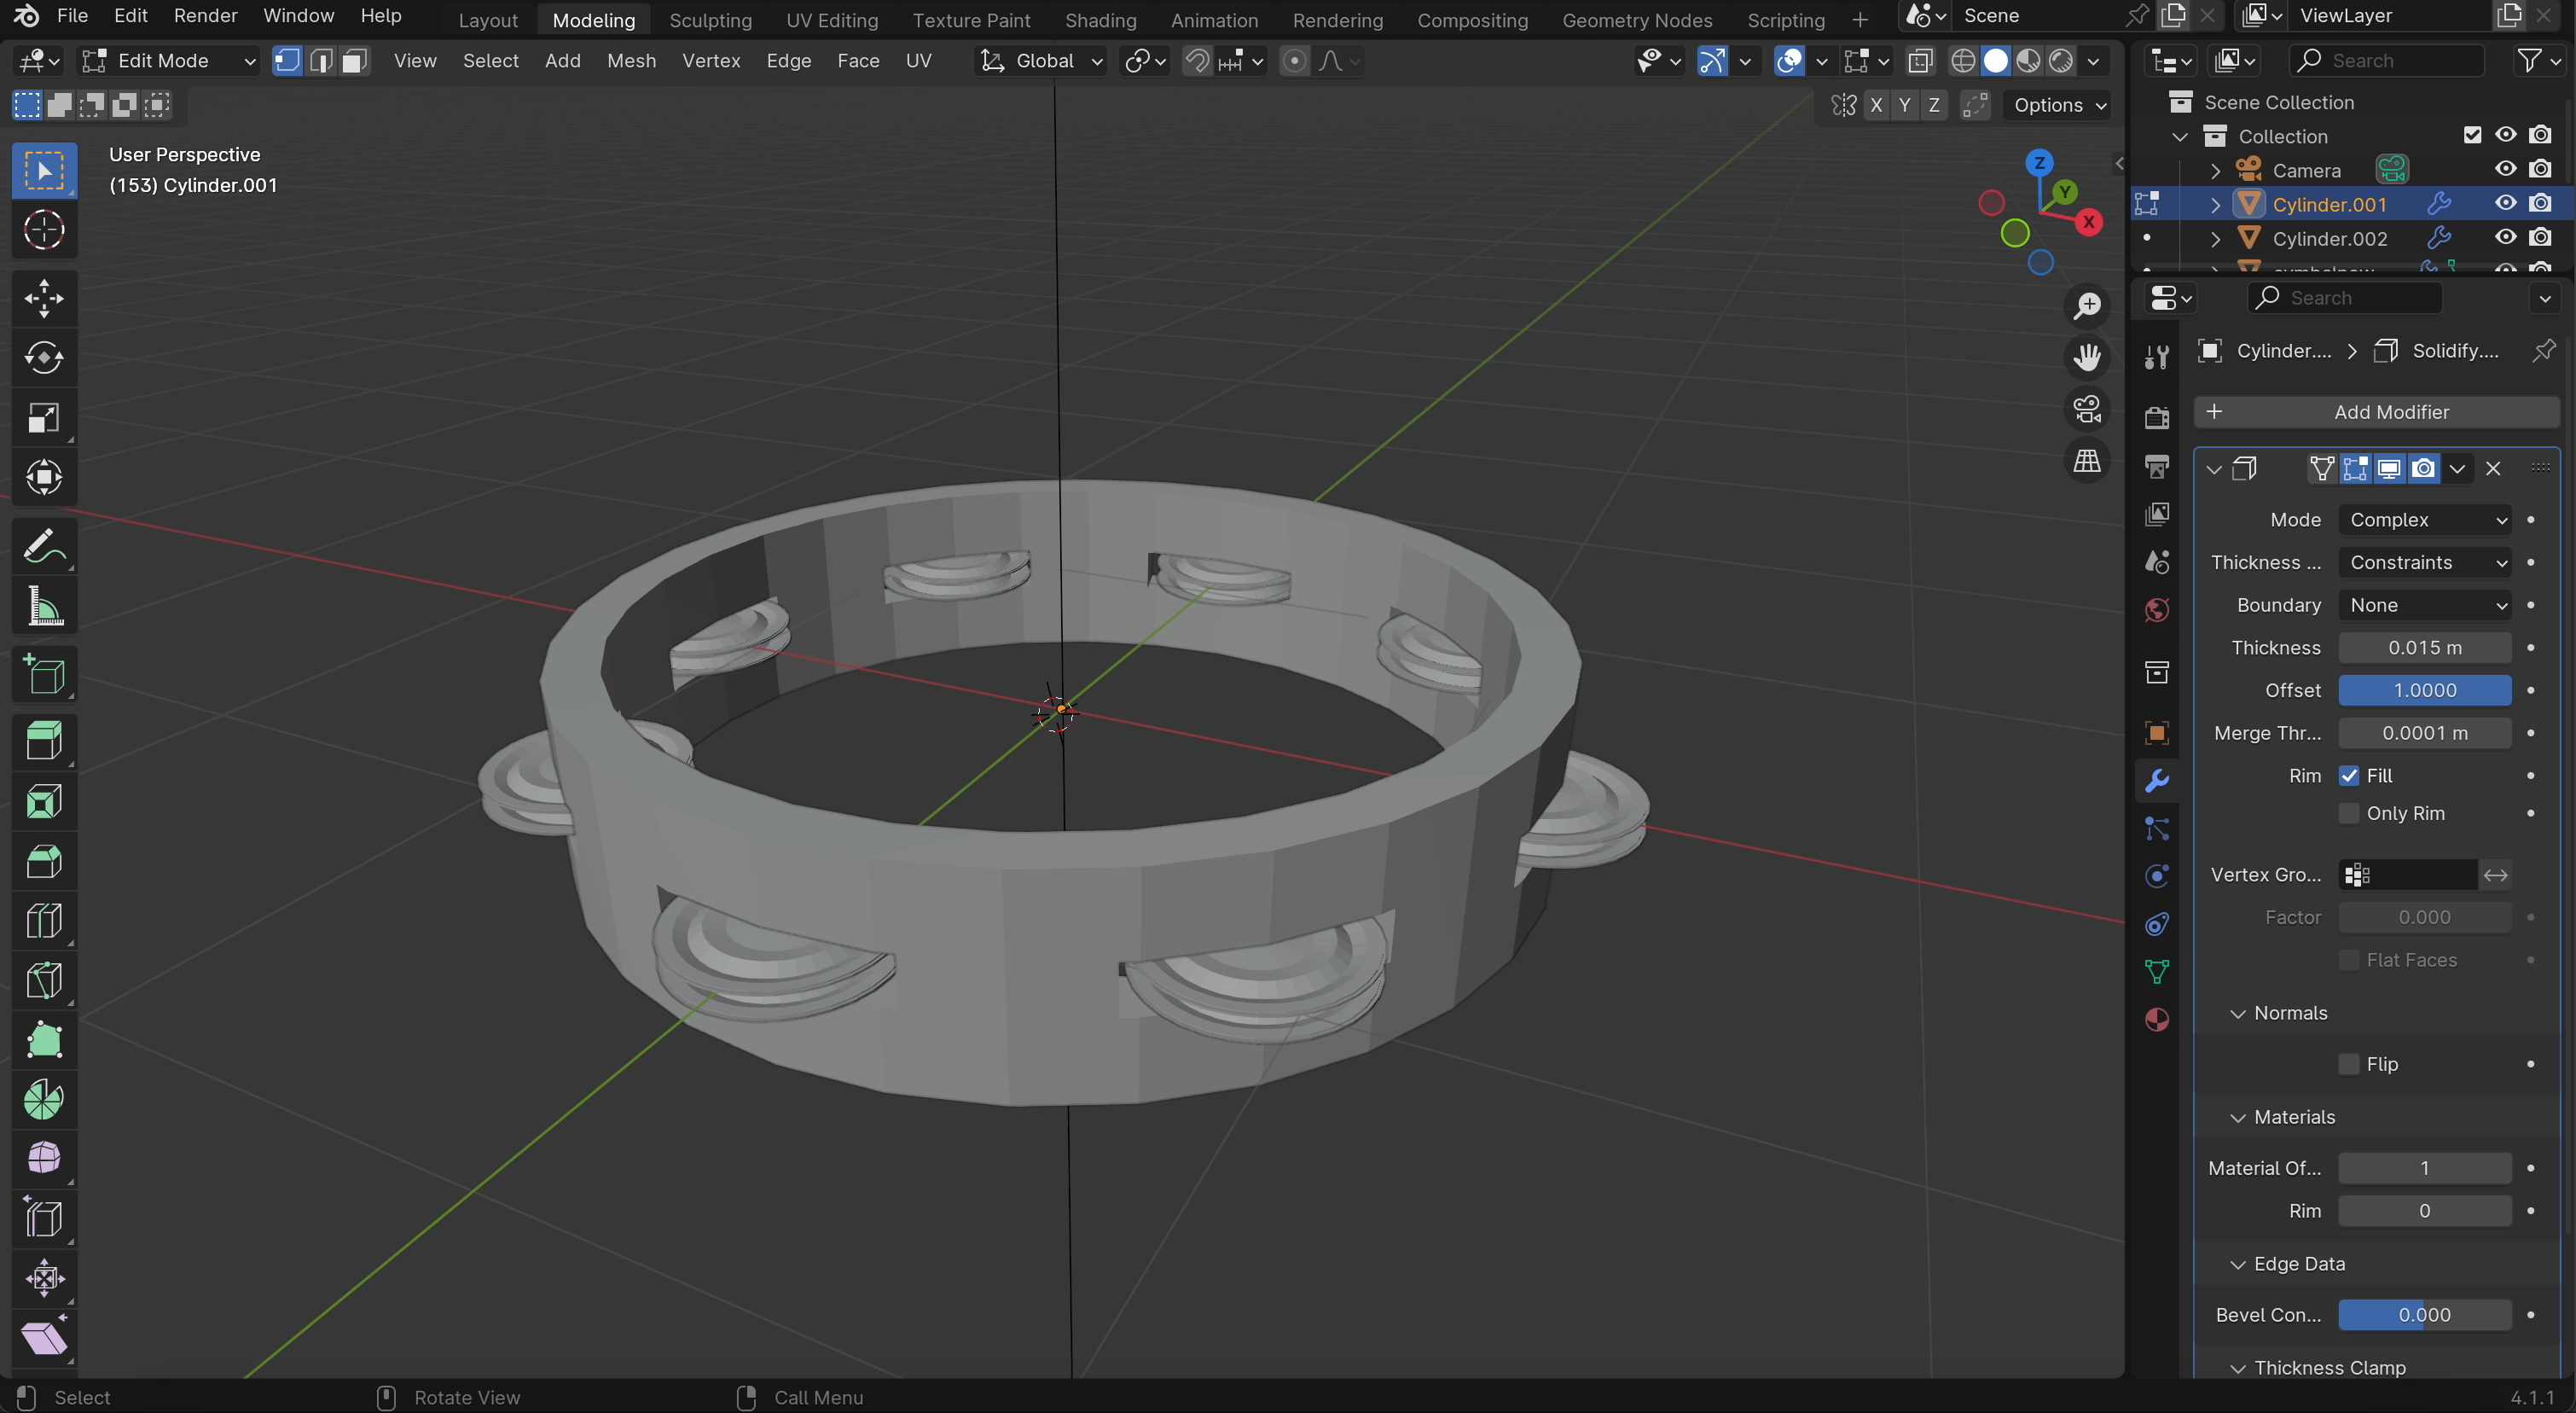 File Edit Render Window Help Layout Modeling Sculpting UV Editing Texture Paint Shading Animation Rendering Compositing Geometry Nodes Scripting + Scene ViewLayer
Edit Mode View Select Add Mesh Vertex Edge Face UV Global Search
X Y Z Options
Scene Collection
Collection
Camera
Cylinder.001
Cylinder.002
User Perspective
(153) Cylinder.001
Z
Y
X
Search
Cylinder.... > Solidify....
+ Add Modifier
Mode Complex
Thickness ... Constraints
Boundary None
Thickness 0.015 m
Offset 1.0000
Merge Thr... 0.0001 m
Rim Fill
Only Rim
Vertex Gro...
Factor 0.000
Flat Faces
Normals
Flip
Materials
Material Of... 1
Rim 0
Edge Data
Bevel Con... 0.000
Thickness Clamp
Select Rotate View Call Menu 4.1.1